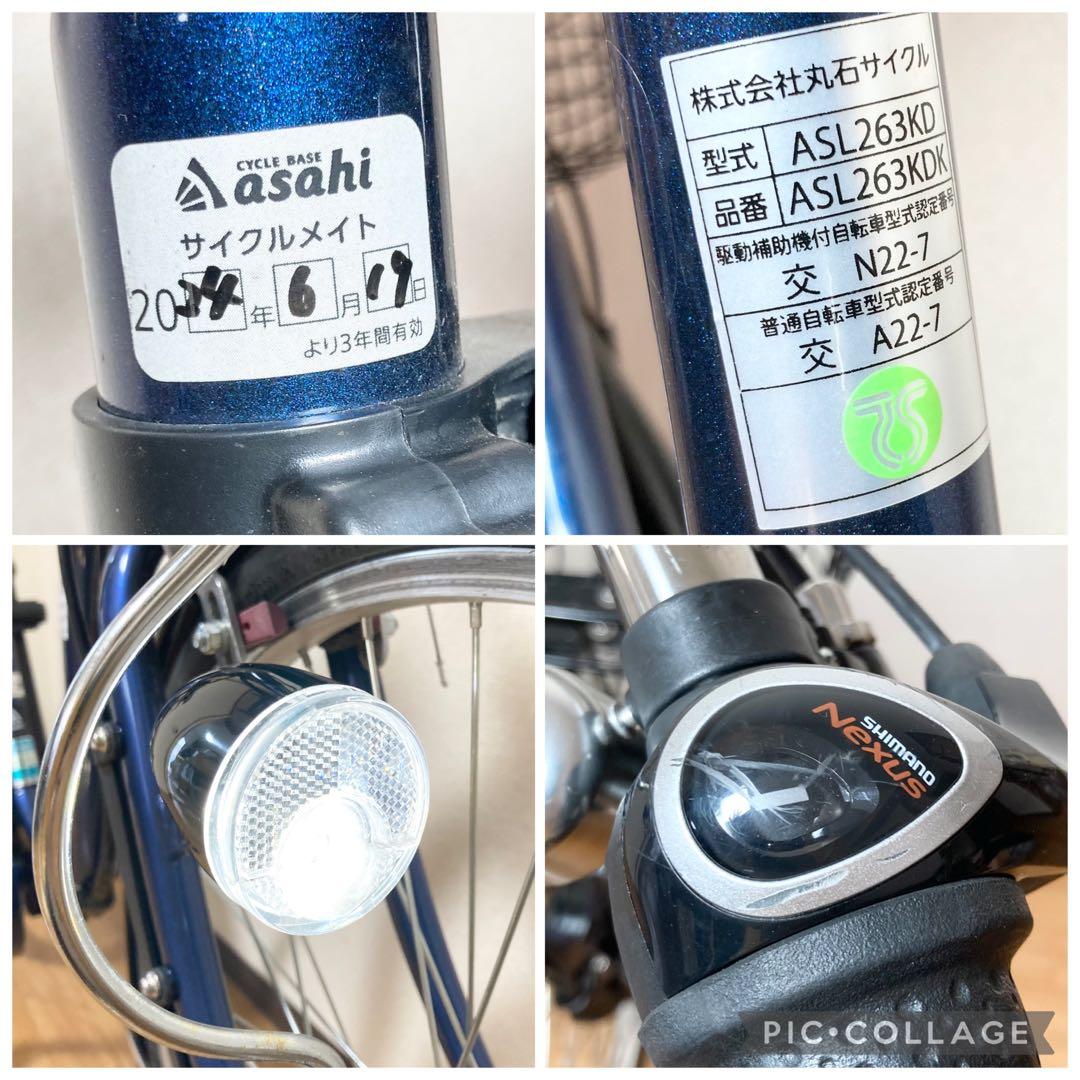 CYCLE BASE
asahi
サイクルメイト
2024年6月19日
より3年間有効
株式会社丸石サイクル
型式 ASL263KD
品番 ASL263KDK
駆動補助機付自転車型式認定番号
交 N22-7
普通自転車型式認定番号
交 A22-7
TS
SHIMANO
Nexus
PIC•COLLAGE